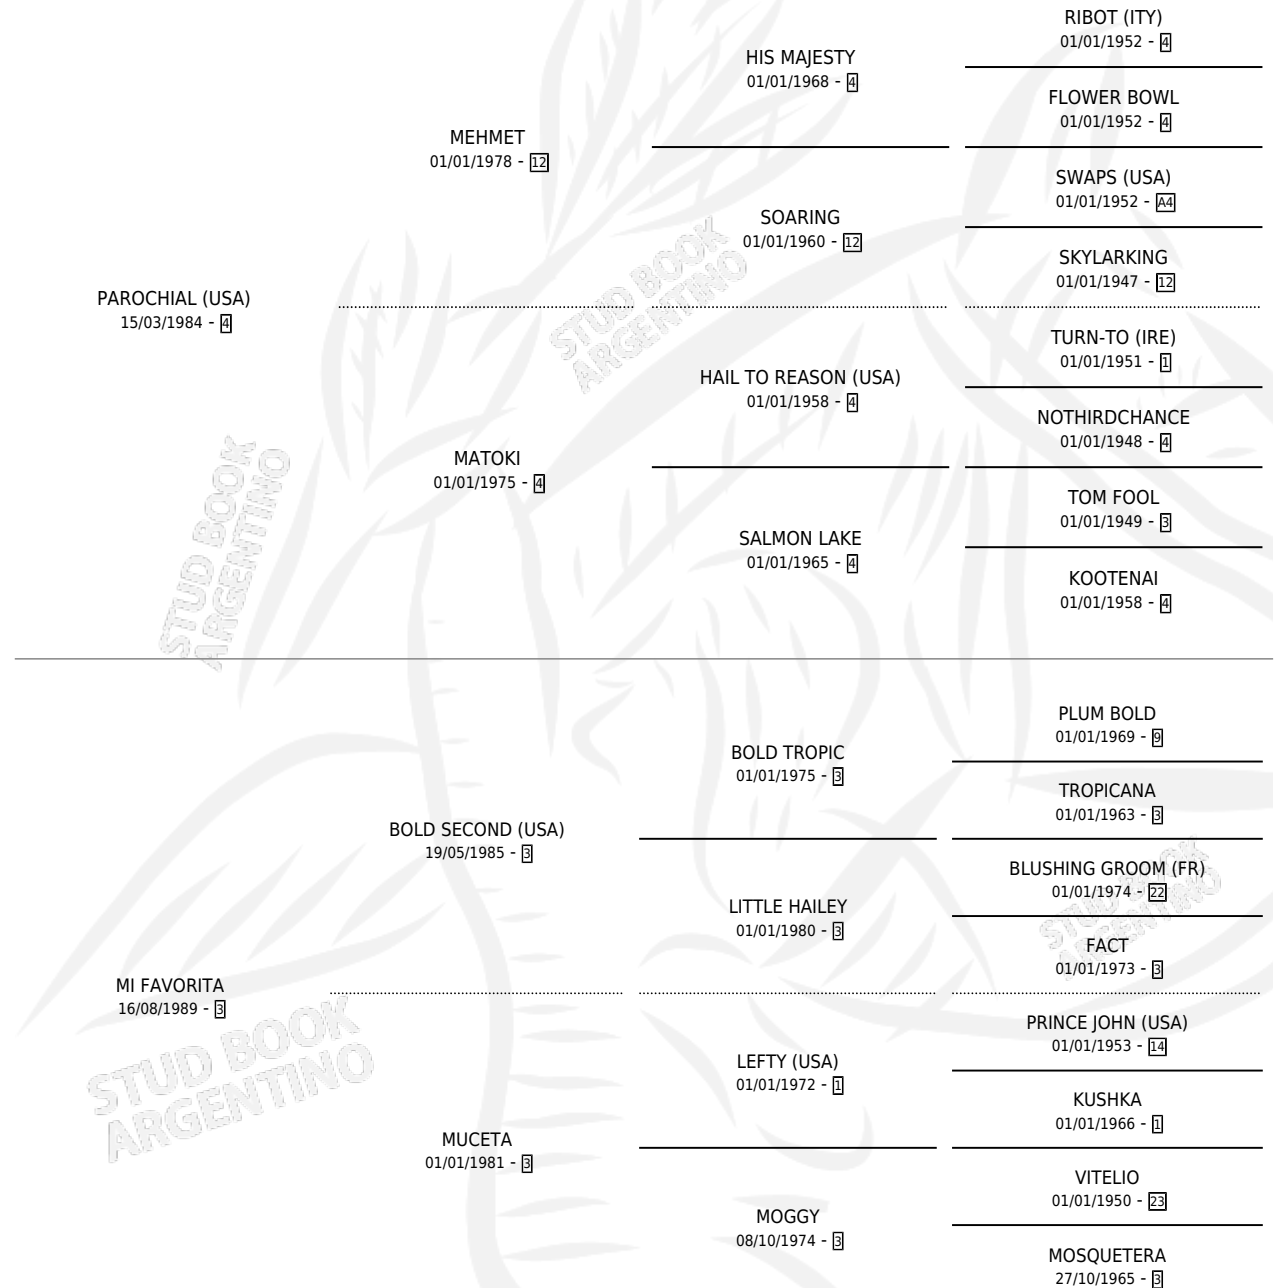 RIBOT (ITY)
01/01/1952 - 4
HIS MAJESTY
01/01/1968 - 4
FLOWER BOWL
01/01/1952 - 4
MEHMET
01/01/1978 - 12
SWAPS (USA)
01/01/1952 - A4
SOARING
01/01/1960 - 12
SKYLARKING
01/01/1947 - 12
PAROCHIAL (USA)
15/03/1984 - 4
STUD BOOK
ARGENTINO
TURN-TO (IRE)
01/01/1951 - 1
HAIL TO REASON (USA)
01/01/1958 - 4
NOTHIRDCHANCE
01/01/1948 - 4
MATOKI
01/01/1975 - 4
TOM FOOL
01/01/1949 - 3
SALMON LAKE
01/01/1965 - 4
KOOTENAI
01/01/1958 - 4
STUD BOOK
ARGENTINO
PLUM BOLD
01/01/1969 - 9
BOLD TROPIC
01/01/1975 - 3
TROPICANA
01/01/1963 - 3
BOLD SECOND (USA)
19/05/1985 - 3
BLUSHING GROOM (FR)
01/01/1974 - 22
LITTLE HAILEY
01/01/1980 - 3
STUD BOOK
ARGENTINO
FACT
01/01/1973 - 3
MI FAVORITA
16/08/1989 - 3
STUD BOOK
ARGENTINO
PRINCE JOHN (USA)
01/01/1953 - 14
LEFTY (USA)
01/01/1972 - 1
KUSHKA
01/01/1966 - 1
MUCETA
01/01/1981 - 3
VITELIO
01/01/1950 - 23
MOGGY
08/10/1974 - 3
MOSQUETERA
27/10/1965 - 3